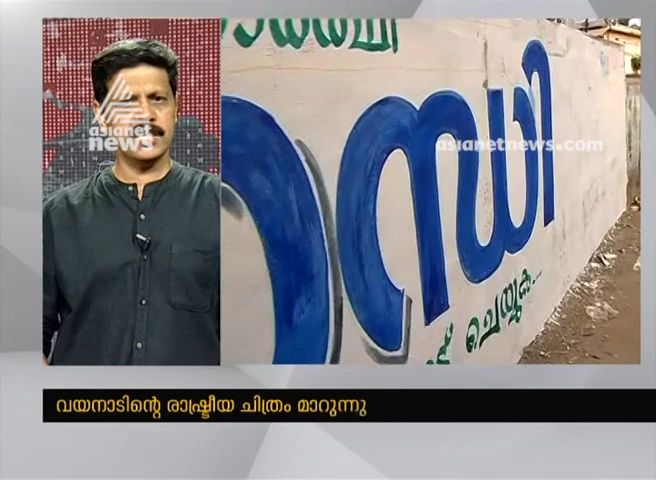 asianet
news
asianetnews.com
ന്ധി
ചെയ്യുക...
വയനാടിന്റെ രാഷ്ട്രീയ ചിത്രം മാറുന്നു